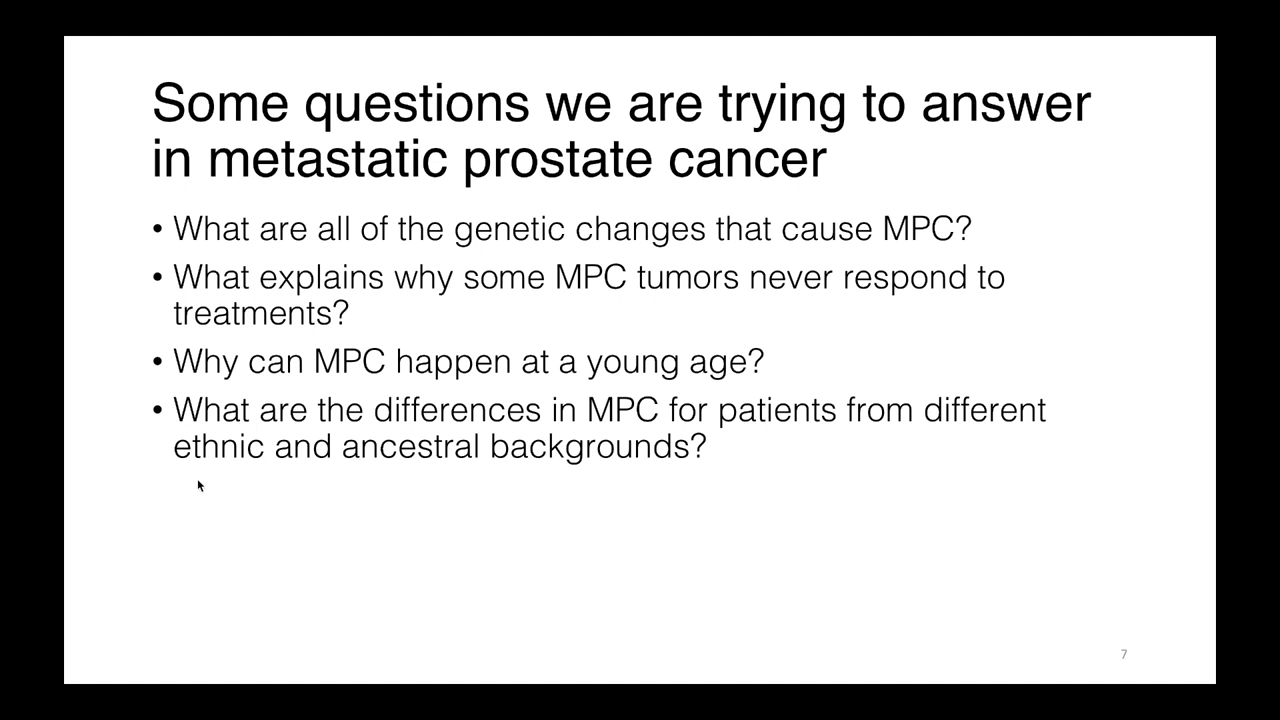 Some questions we are trying to answer
in metastatic prostate cancer
• What are all of the genetic changes that cause MPC?
• What explains why some MPC tumors never respond to
treatments?
• Why can MPC happen at a young age?
• What are the differences in MPC for patients from different
ethnic and ancestral backgrounds?
7